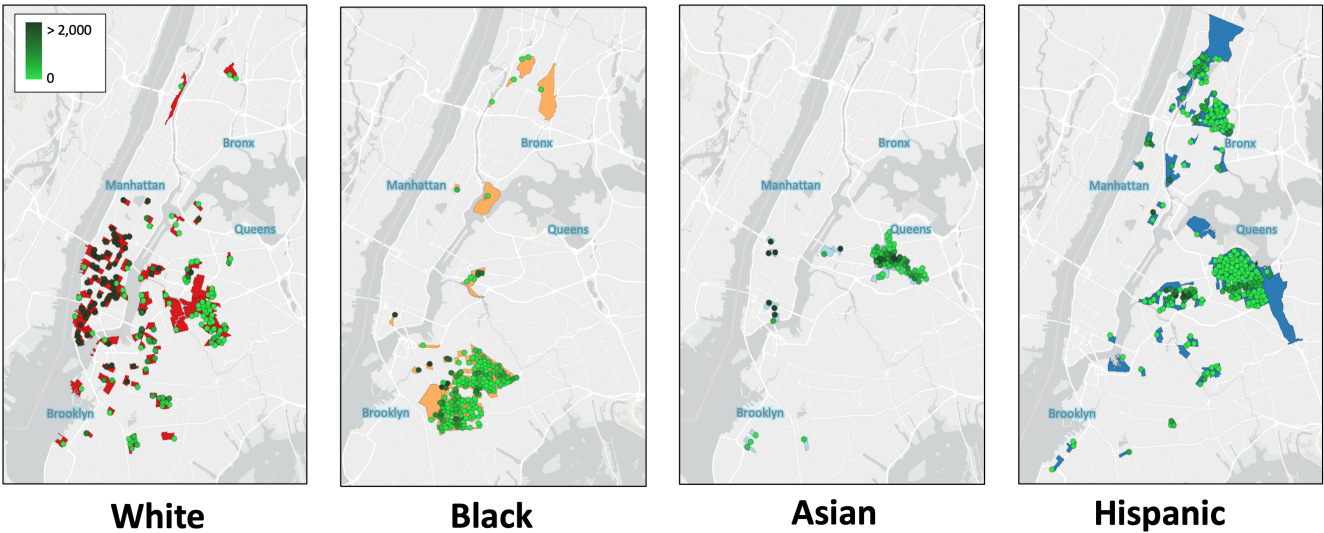 > 2,000
0
Bronx
Manhattan
Queens
Brooklyn
White
Bronx
Manhattan
Queens
Brooklyn
Black
Bronx
Manhattan
Queens
Brooklyn
Asian
Bronx
Manhattan
Queens
Brooklyn
Hispanic